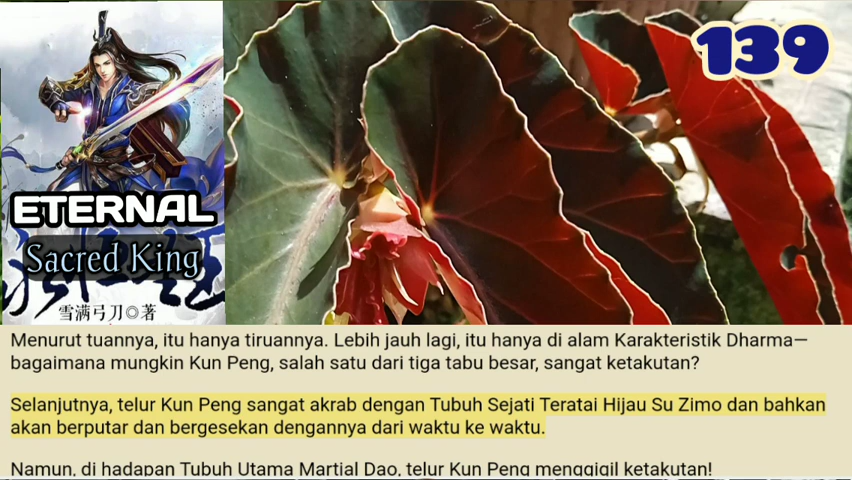 139
ETERNAL
Sacred King
雪满弓刀◎著
Menurut tuannya, itu hanya tiruannya. Lebih jauh lagi, itu hanya di alam Karakteristik Dharma—
bagaimana mungkin Kun Peng, salah satu dari tiga tabu besar, sangat ketakutan?
Selanjutnya, telur Kun Peng sangat akrab dengan Tubuh Sejati Teratai Hijau Su Zimo dan bahkan
akan berputar dan bergesekan dengannya dari waktu ke waktu.
Namun, di hadapan Tubuh Utama Martial Dao, telur Kun Peng menggigil ketakutan!